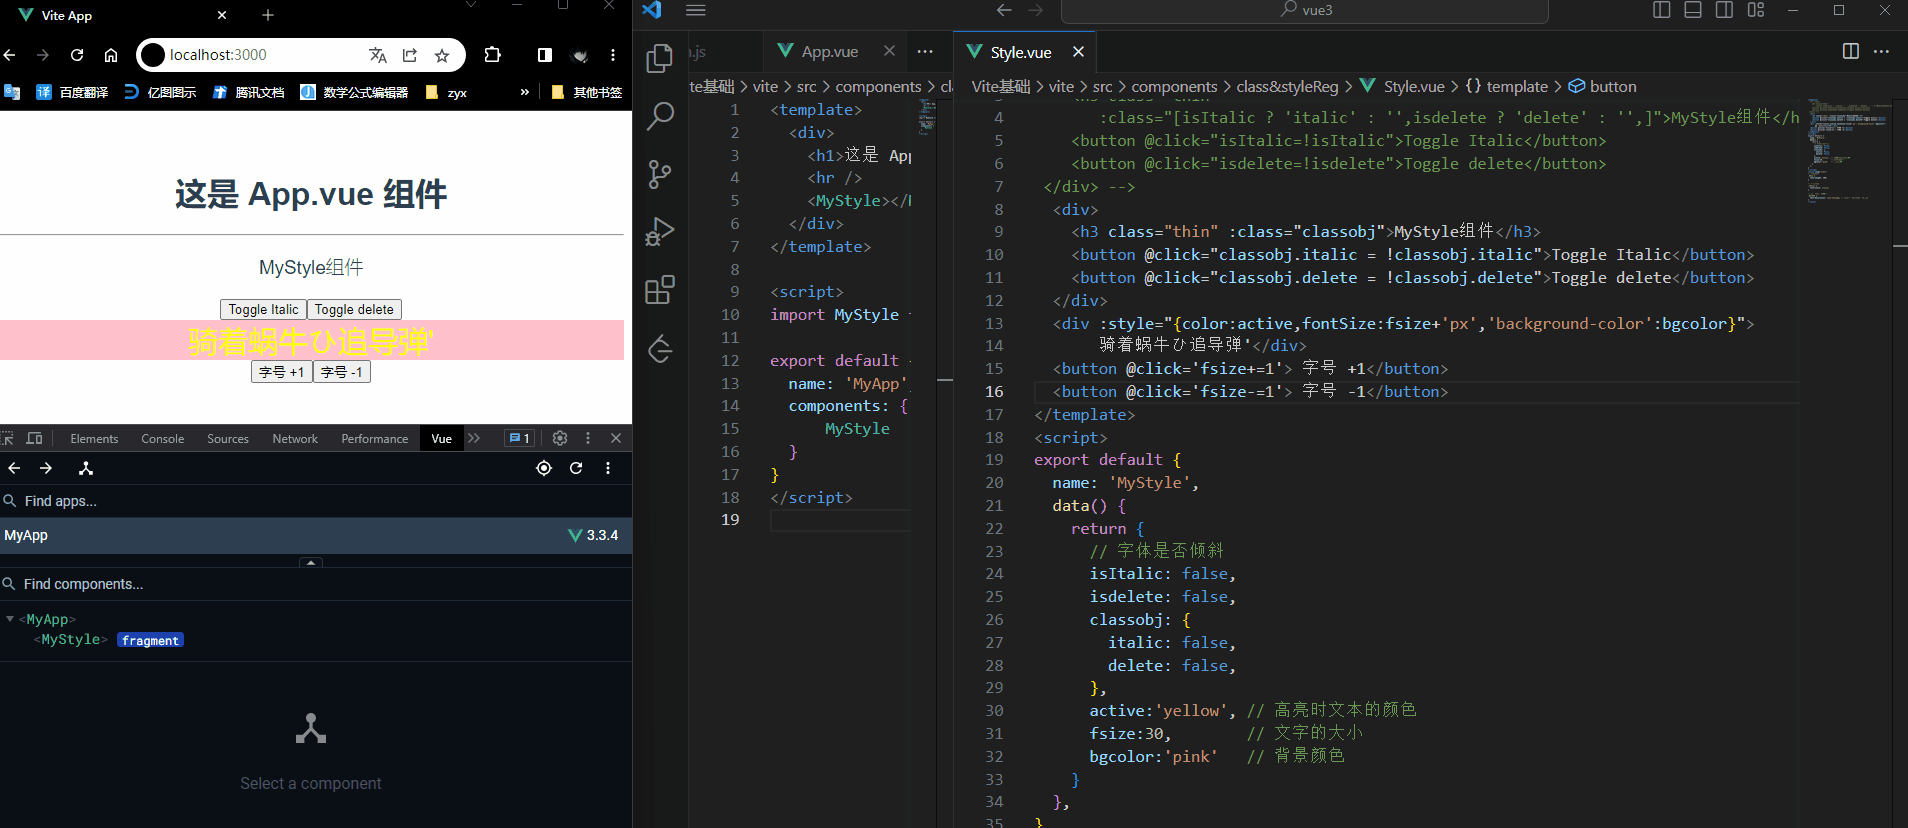 Vite App
localhost:3000
百度翻译 亿图图示 腾讯文档 数学公式编辑器 zyx » 其他书签
这是 App.vue 组件
MyStyle组件
Toggle Italic Toggle delete
骑着蜗牛ひ追导弹'
字号 +1 字号 -1
Elements Console Sources Network Performance Vue 1
Find apps...
MyApp 3.3.4
Find components...
<MyApp>
<MyStyle> fragment
Select a component
vue3
.js App.vue ···
te基础 > vite > src > components > cl
1 <template>
2 <div>
3 <h1>这是 App
4 <hr />
5 <MyStyle></
6 </div>
7 </template>
8
9 <script>
10 import MyStyle
11
12 export default
13 name: 'MyApp',
14 components: {
15 MyStyle
16 }
17 }
18 </script>
19
Style.vue
Vite基础 > vite > src > components > class&styleReg > Style.vue > {} template > button
4 :class="[isItalic ? 'italic' : '',isdelete ? 'delete' : '',]">MyStyle组件</h
5 <button @click="isItalic=!isItalic">Toggle Italic</button>
6 <button @click="isdelete=!isdelete">Toggle delete</button>
7 </div> -->
8 <div>
9 <h3 class="thin" :class="classobj">MyStyle组件</h3>
10 <button @click="classobj.italic = !classobj.italic">Toggle Italic</button>
11 <button @click="classobj.delete = !classobj.delete">Toggle delete</button>
12 </div>
13 <div :style="{color:active,fontSize:fsize+'px','background-color':bgcolor}">
14 骑着蜗牛ひ追导弹'</div>
15 <button @click='fsize+=1'> 字号 +1</button>
16 <button @click='fsize-=1'> 字号 -1</button>
17 </template>
18 <script>
19 export default {
20 name: 'MyStyle',
21 data() {
22 return {
23 // 字体是否倾斜
24 isItalic: false,
25 isdelete: false,
26 classobj: {
27 italic: false,
28 delete: false,
29 },
30 active:'yellow', // 高亮时文本的颜色
31 fsize:30, // 文字的大小
32 bgcolor:'pink' // 背景颜色
33 }
34 },
35 }